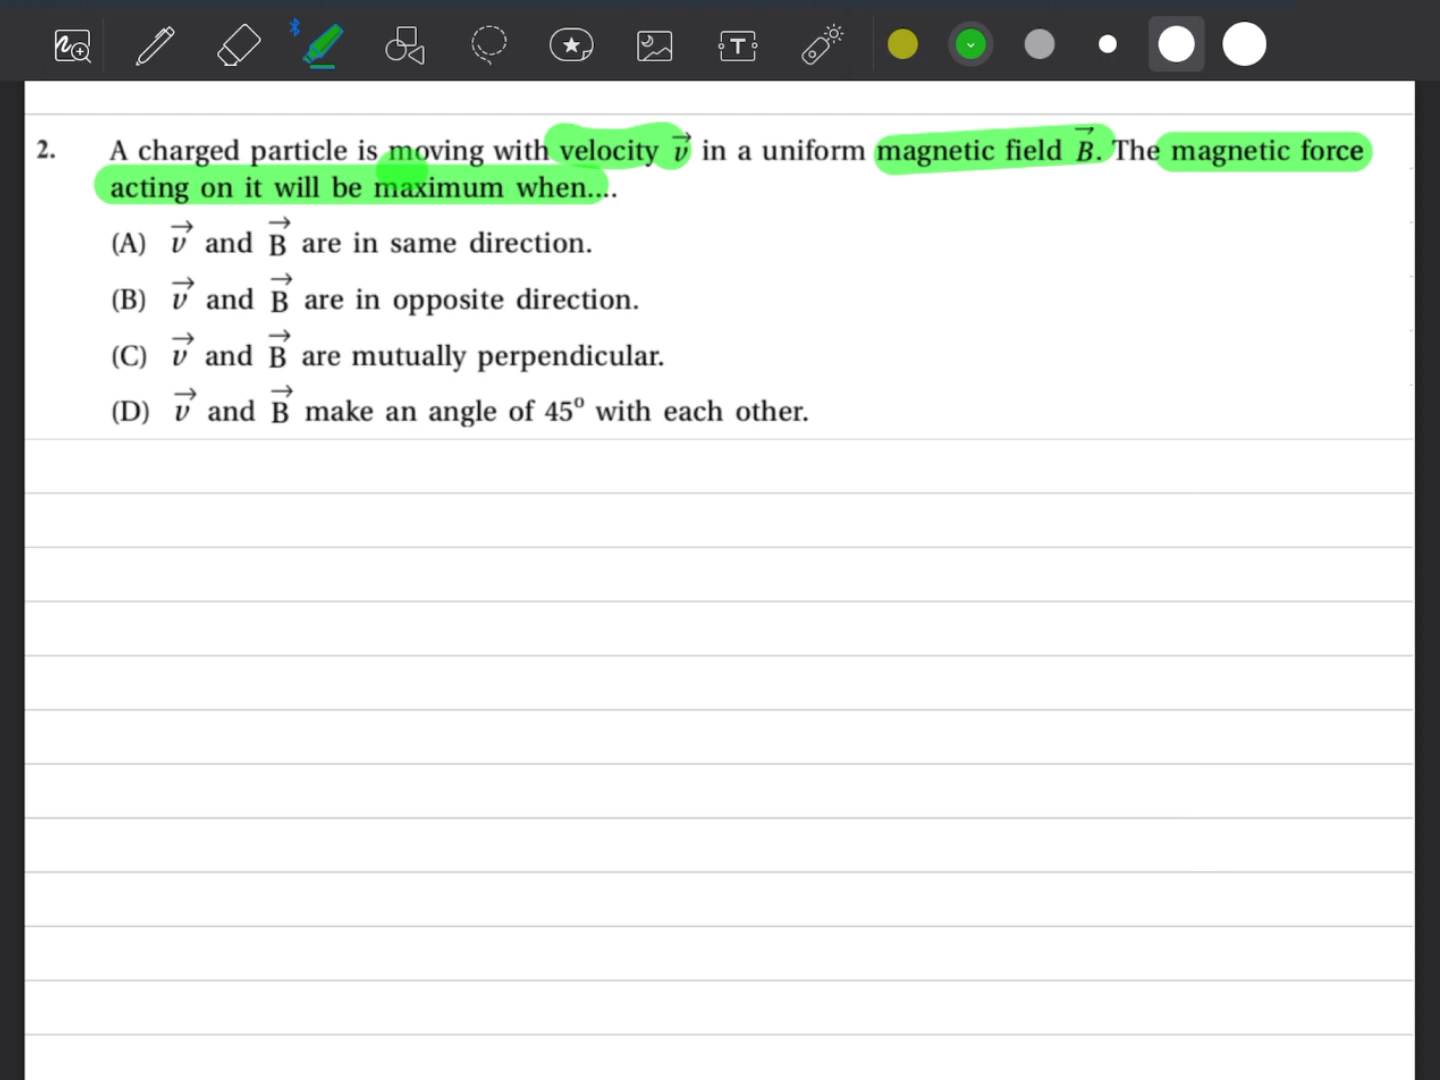 2. A charged particle is moving with velocity v⃗ in a uniform magnetic field B⃗. The magnetic force
acting on it will be maximum when....
(A) v⃗ and B⃗ are in same direction.
(B) v⃗ and B⃗ are in opposite direction.
(C) v⃗ and B⃗ are mutually perpendicular.
(D) v⃗ and B⃗ make an angle of 45° with each other.